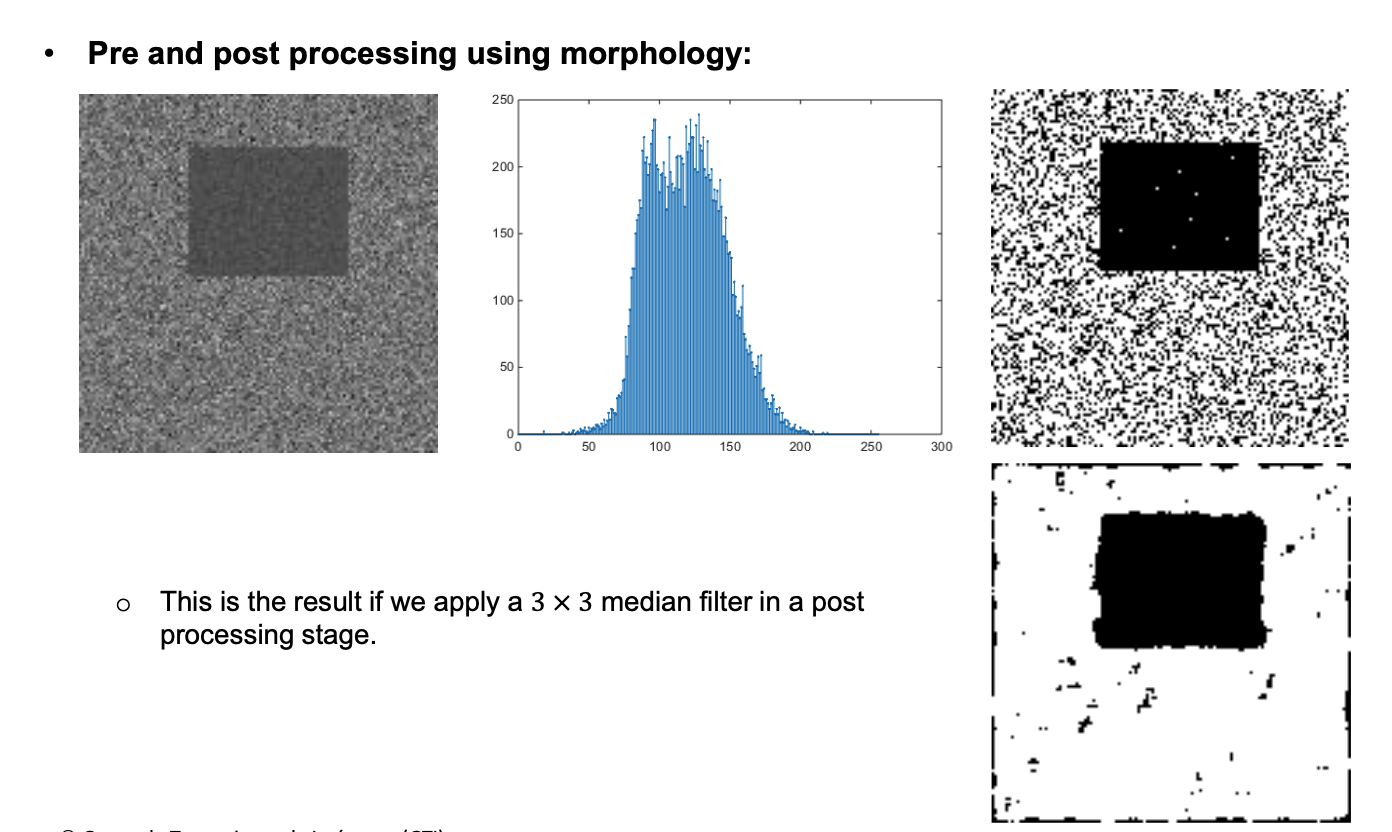 • Pre and post processing using morphology:
250
200
150
100
50
0
0 50 100 150 200 250 300
○ This is the result if we apply a 3 × 3 median filter in a post
processing stage.